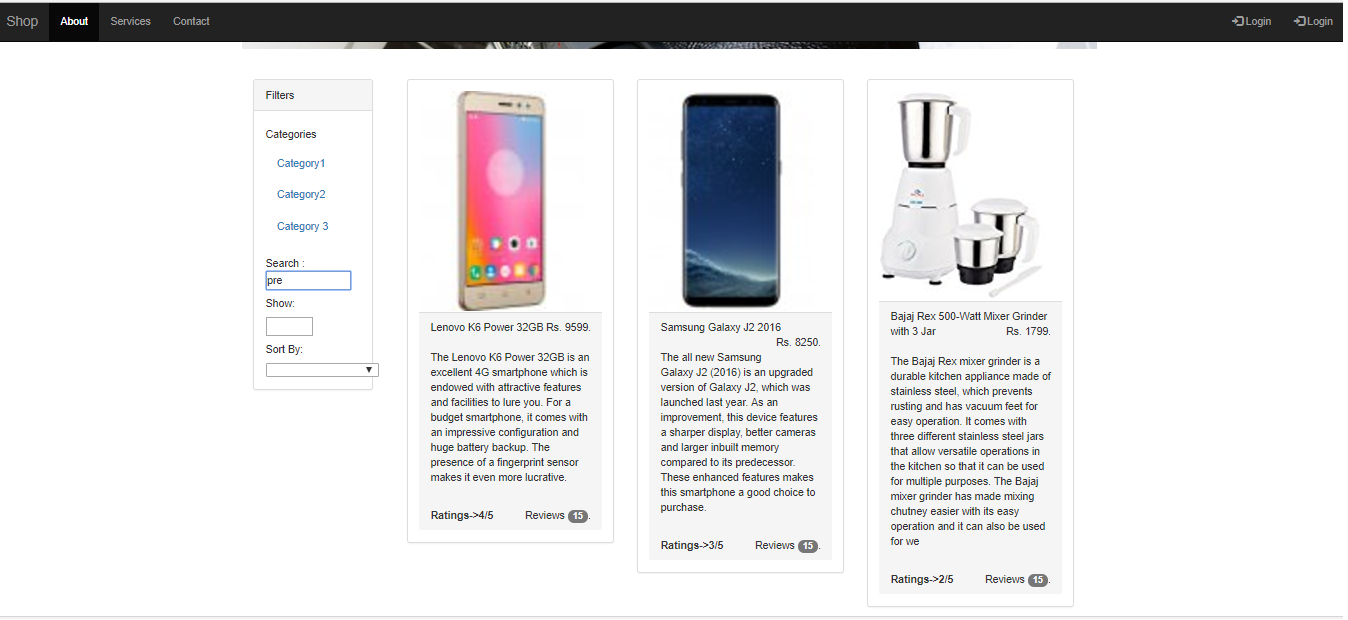 Shop About Services Contact Login Login
Filters
Categories
Category1
Category2
Category 3
Search :
pre
Show:
Sort By:
Lenovo K6 Power 32GB Rs. 9599.
The Lenovo K6 Power 32GB is an
excellent 4G smartphone which is
endowed with attractive features
and facilities to lure you. For a
budget smartphone, it comes with
an impressive configuration and
huge battery backup. The
presence of a fingerprint sensor
makes it even more lucrative.
Ratings->4/5 Reviews 15.
Samsung Galaxy J2 2016
Rs. 8250.
The all new Samsung
Galaxy J2 (2016) is an upgraded
version of Galaxy J2, which was
launched last year. As an
improvement, this device features
a sharper display, better cameras
and larger inbuilt memory
compared to its predecessor.
These enhanced features makes
this smartphone a good choice to
purchase.
Ratings->3/5 Reviews 15.
Bajaj Rex 500-Watt Mixer Grinder
with 3 Jar Rs. 1799.
The Bajaj Rex mixer grinder is a
durable kitchen appliance made of
stainless steel, which prevents
rusting and has vacuum feet for
easy operation. It comes with
three different stainless steel jars
that allow versatile operations in
the kitchen so that it can be used
for multiple purposes. The Bajaj
mixer grinder has made mixing
chutney easier with its easy
operation and it can also be used
for we
Ratings->2/5 Reviews 15.